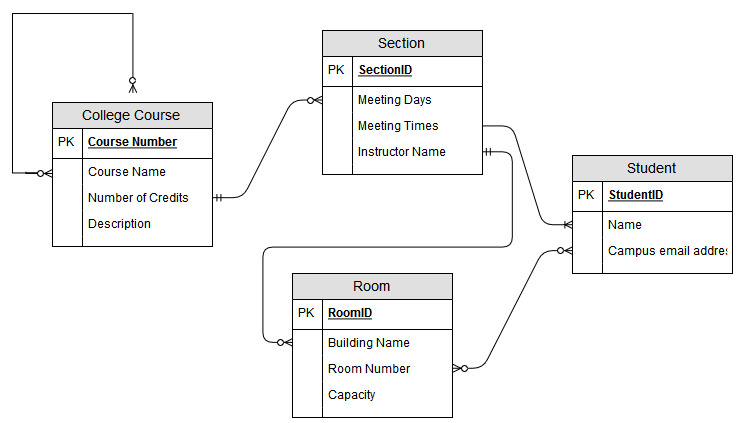 Section
PK SectionID
Meeting Days
Meeting Times
Instructor Name
College Course
PK Course Number
Course Name
Number of Credits
Description
Student
PK StudentID
Name
Campus email addres
Room
PK RoomID
Building Name
Room Number
Capacity